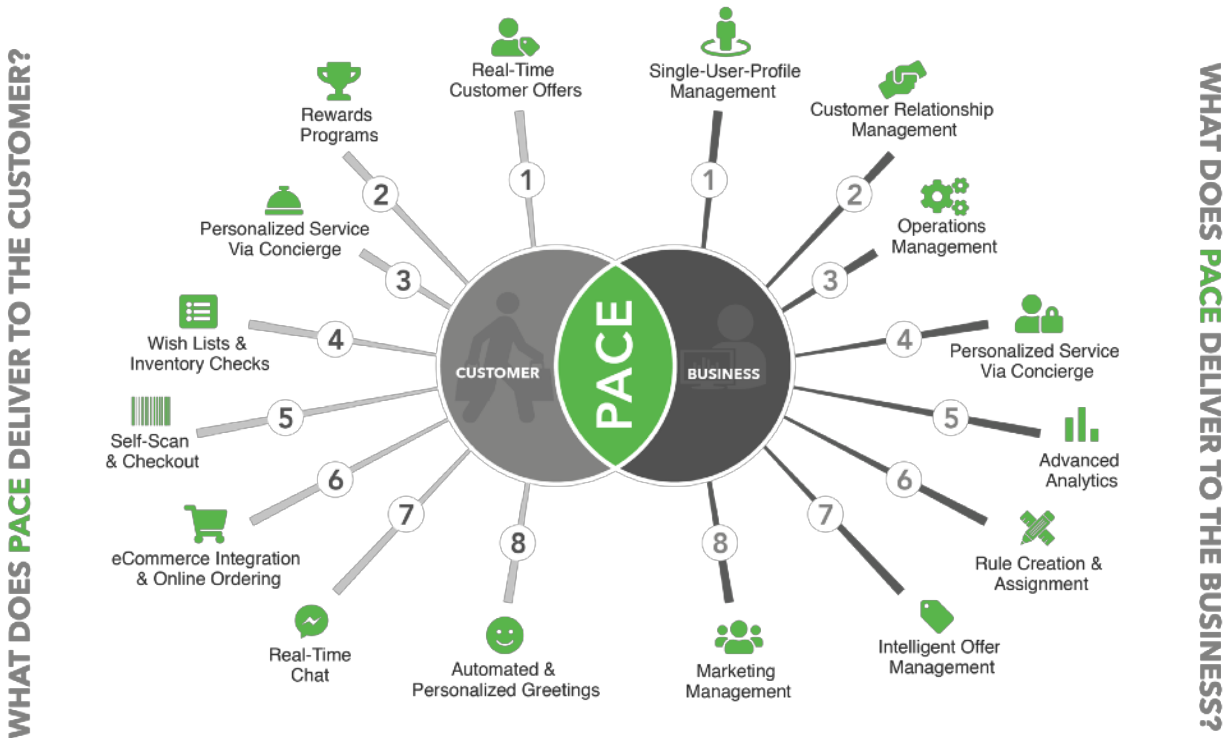 WHAT DOES PACE DELIVER TO THE CUSTOMER?
Real-Time
Customer Offers
1
Rewards
Programs
2
Personalized Service
Via Concierge
3
Wish Lists &
Inventory Checks
4
Self-Scan
& Checkout
5
eCommerce Integration
& Online Ordering
6
Real-Time
Chat
7
Automated &
Personalized Greetings
8
CUSTOMER
PACE
BUSINESS
Single-User-Profile
Management
1
Customer Relationship
Management
2
Operations
Management
3
Personalized Service
Via Concierge
4
Advanced
Analytics
5
Rule Creation &
Assignment
6
Intelligent Offer
Management
7
Marketing
Management
8
WHAT DOES PACE DELIVER TO THE BUSINESS?